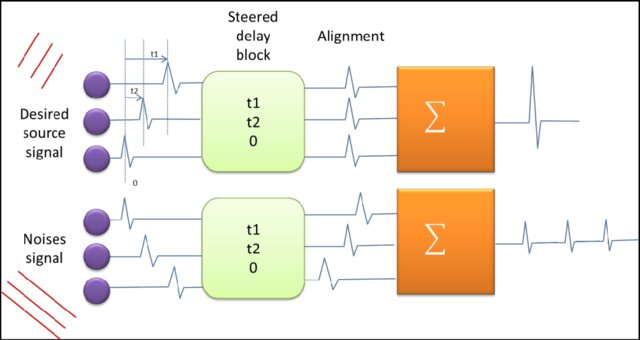 Steered
delay
block
Alignment
t1
t2
0
Desired
source
signal
t1
t2
0
Σ
Noises
signal
t1
t2
0
Σ